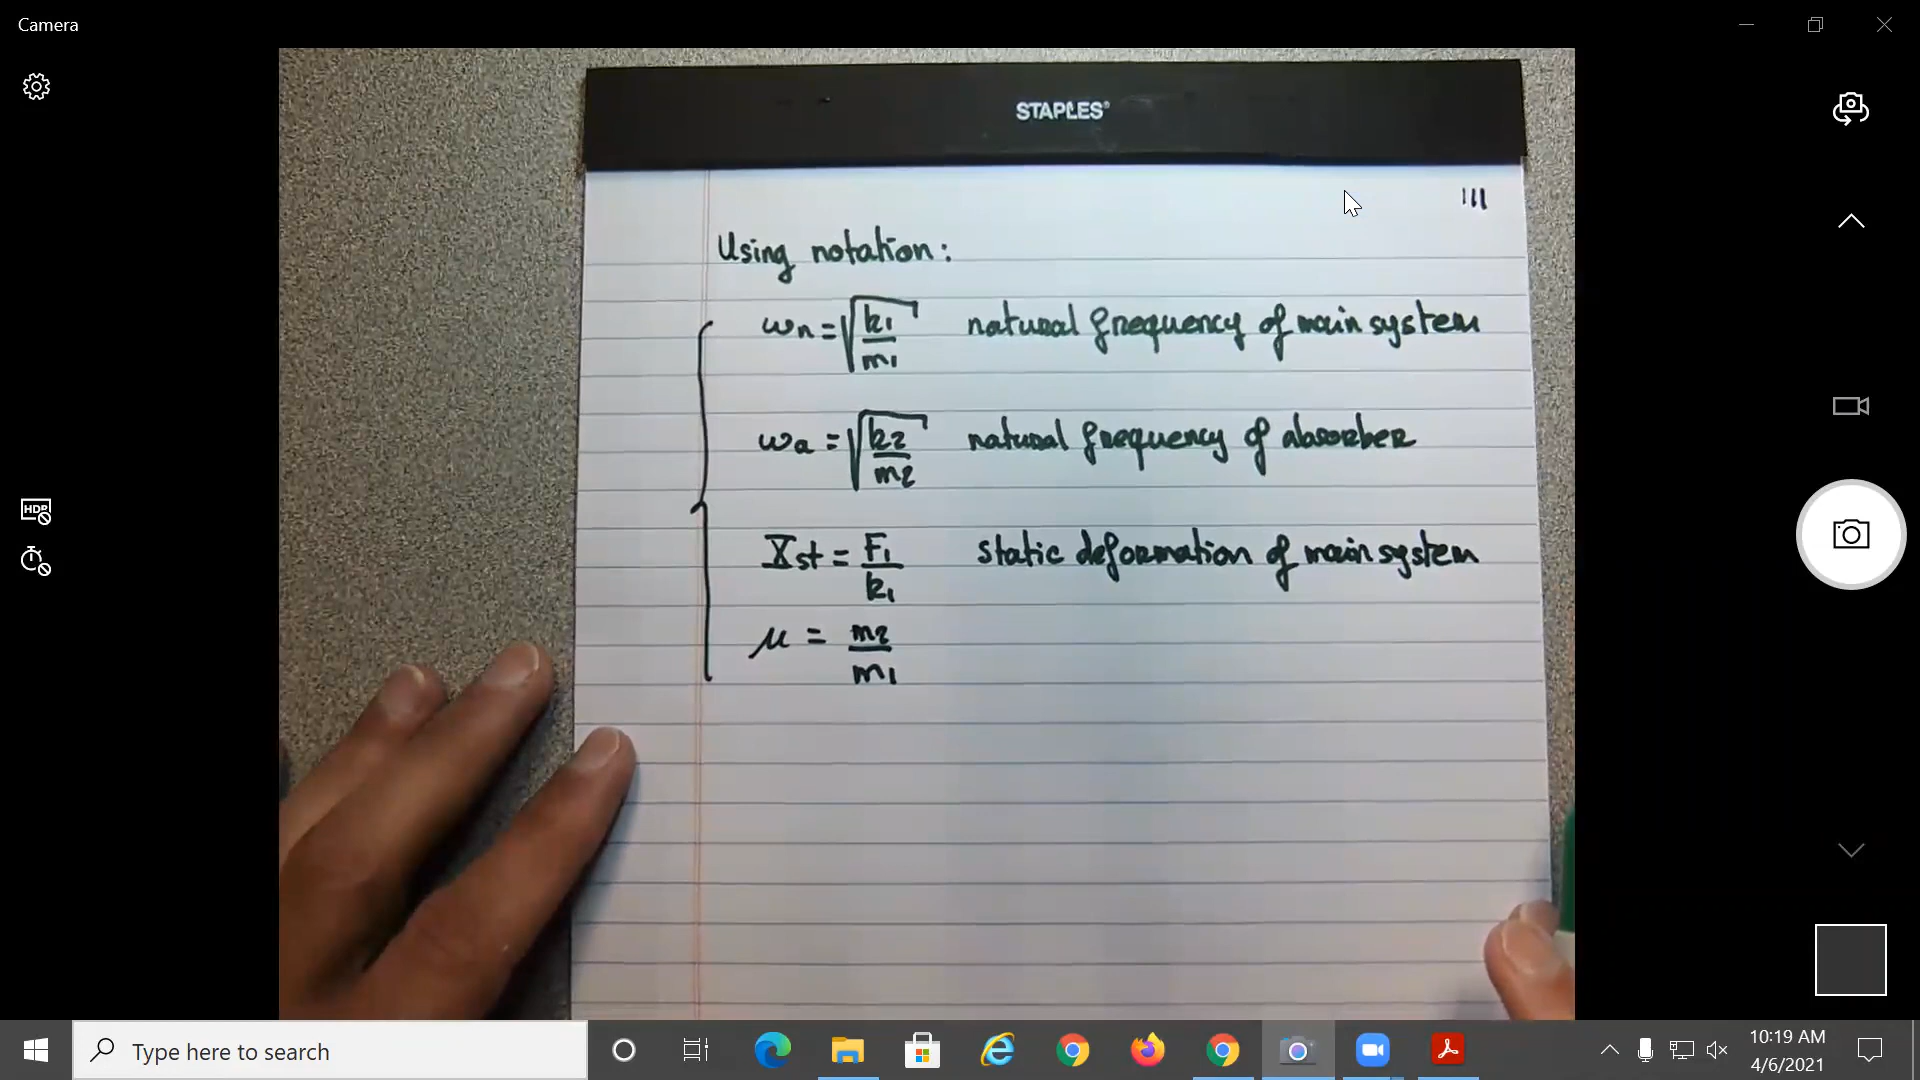 Camera
STAPLES
111
Using notation:
ωn = √(k1/m1) natural frequency of main system
ωa = √(k2/m2) natural frequency of absorber
Xst = F1/k1 static deformation of main system
μ = m2/m1
HDR
Type here to search
10:19 AM
4/6/2021